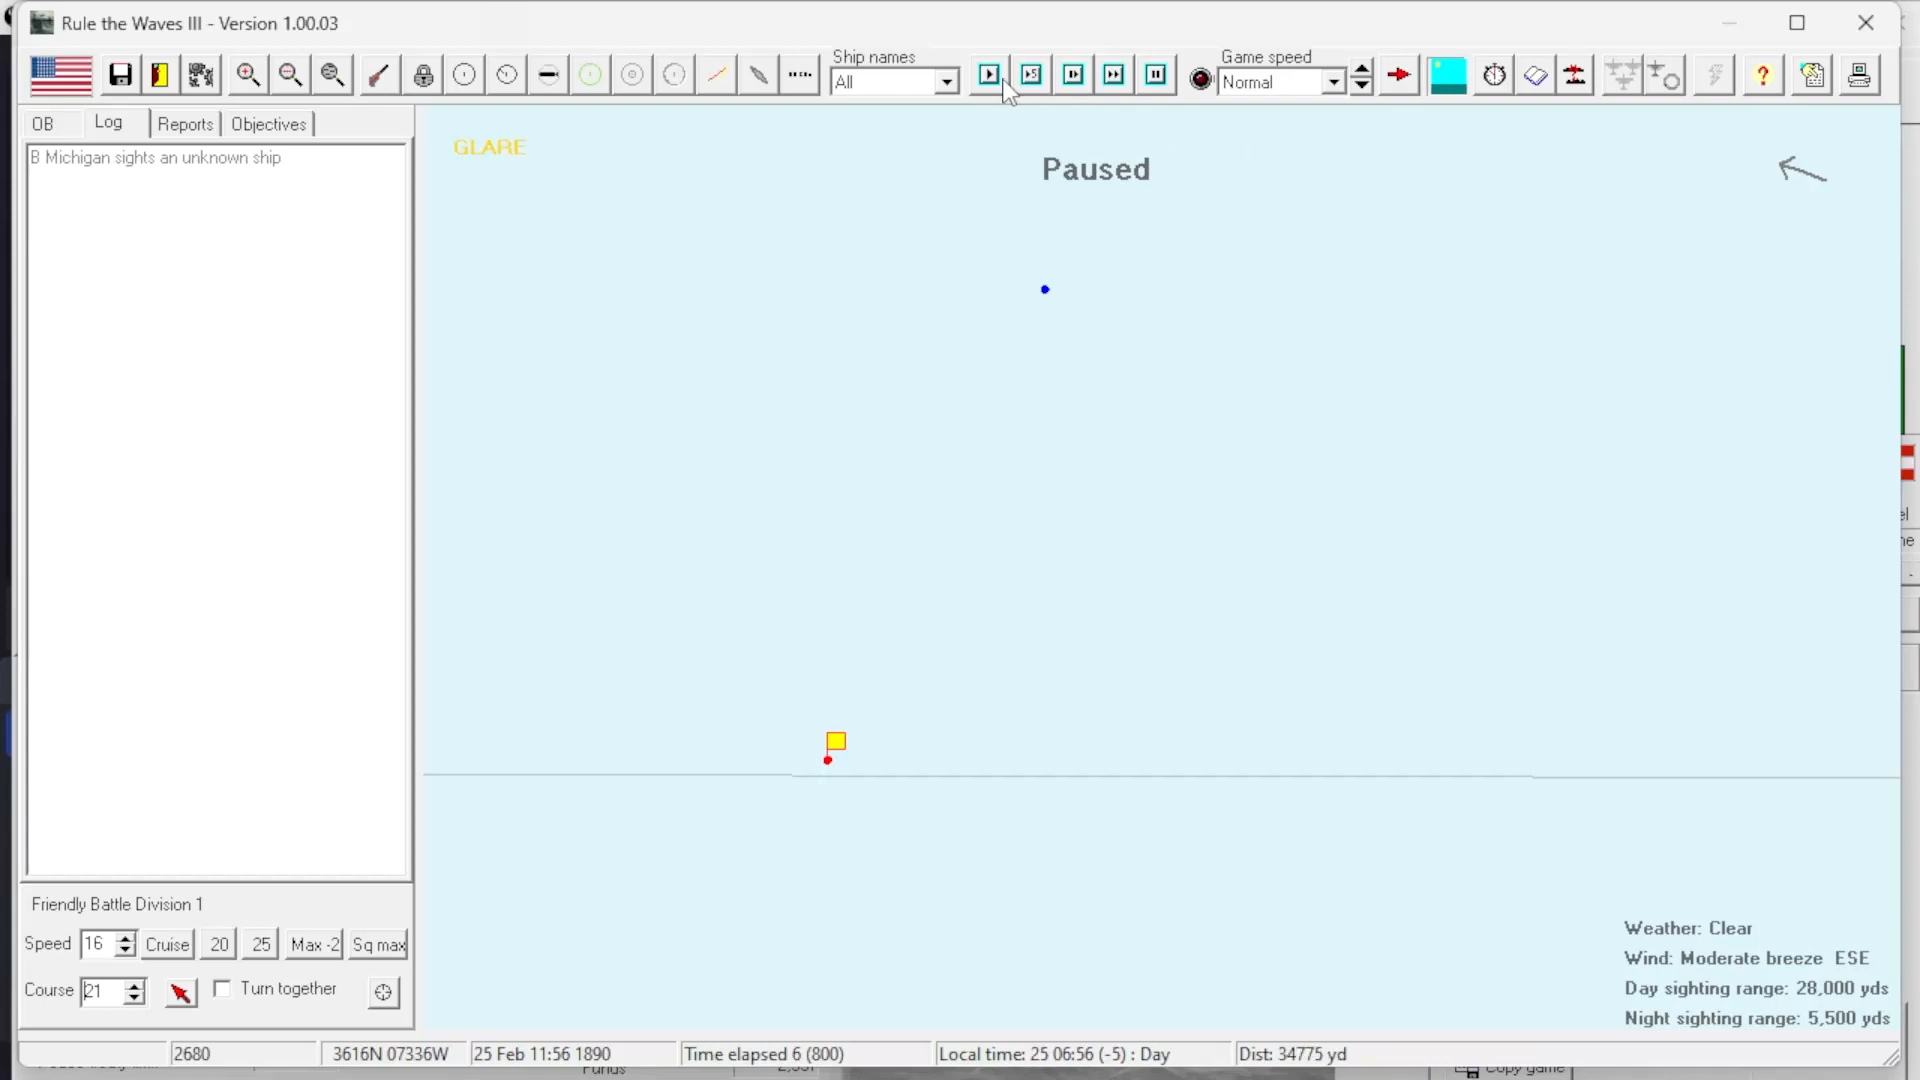 Rule the Waves III - Version 1.00.03
Ship names
All
Game speed
Normal
OB
Log
Reports
Objectives
B Michigan sights an unknown ship
GLARE
Paused
Weather: Clear
Wind: Moderate breeze ESE
Day sighting range: 28,000 yds
Night sighting range: 5,500 yds
Friendly Battle Division 1
Speed 16 Cruise 20 25 Max -2 Sq max
Course 21 Turn together
2680
3616N 07336W
25 Feb 11:56 1890
Time elapsed 6 (800)
Local time: 25 06:56 (-5) : Day
Dist: 34775 yd
Funds
Copy game